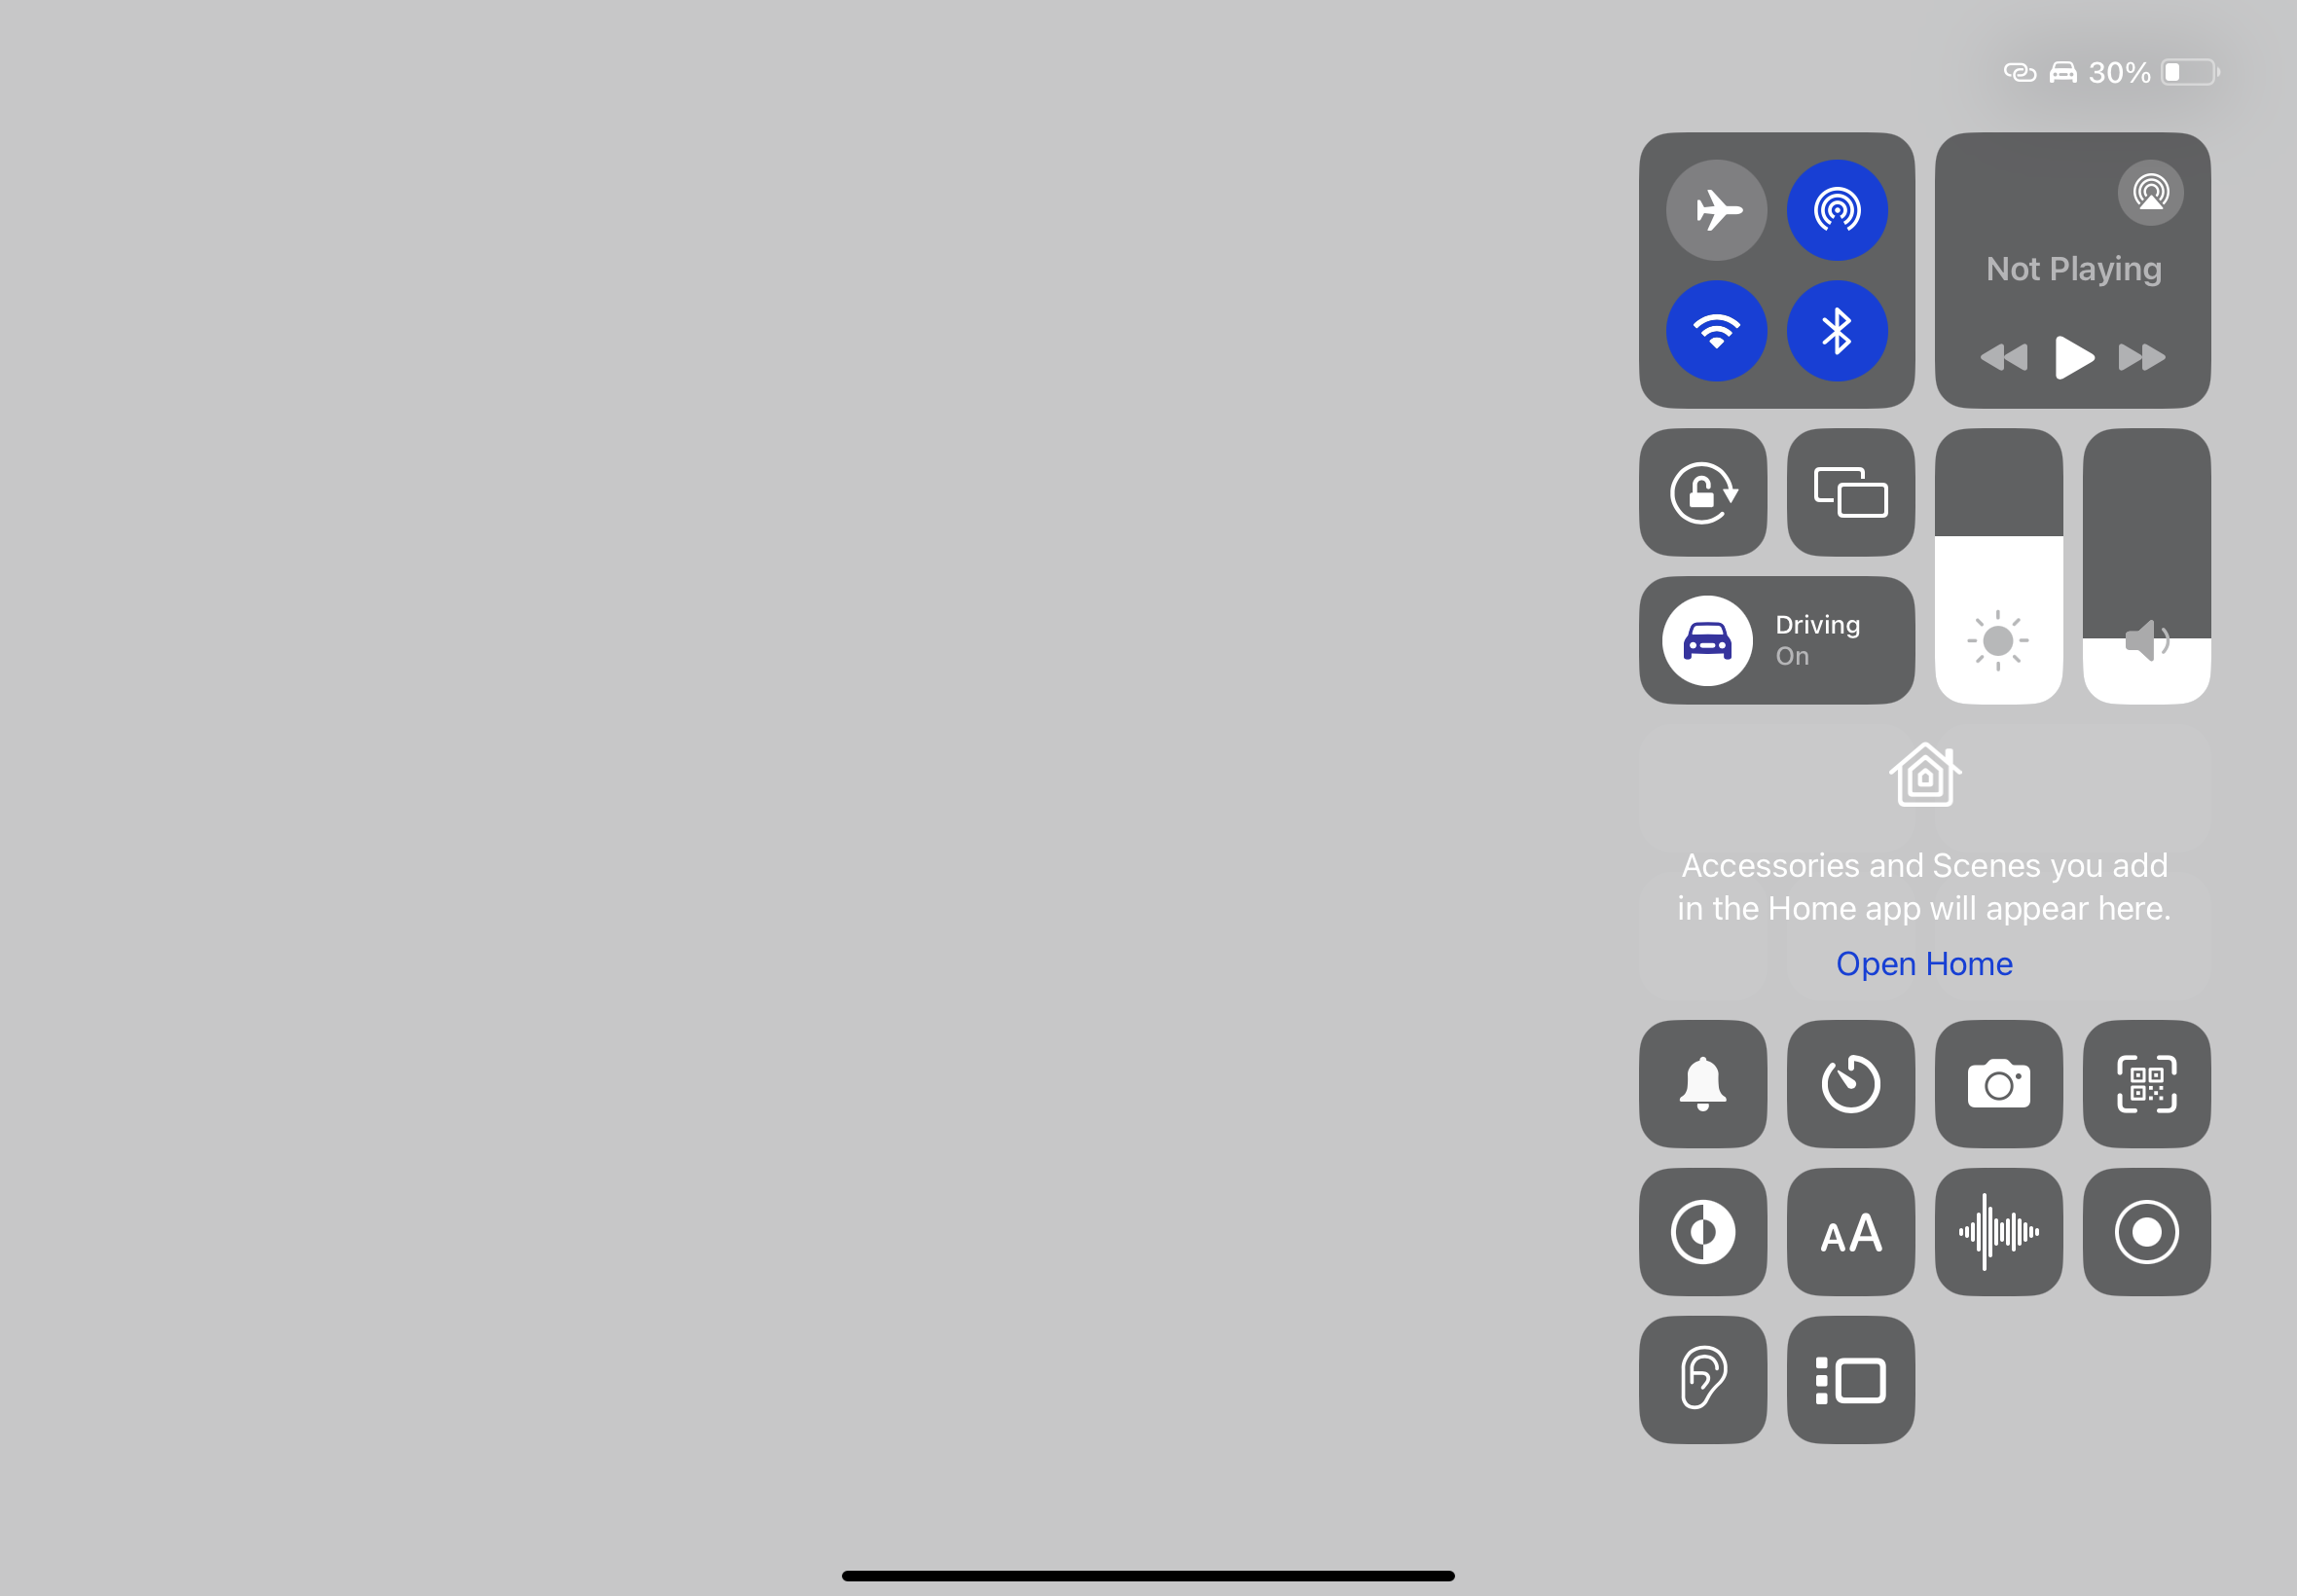 30%
Not Playing
Driving
On
Accessories and Scenes you add
in the Home app will appear here.
Open Home
AA